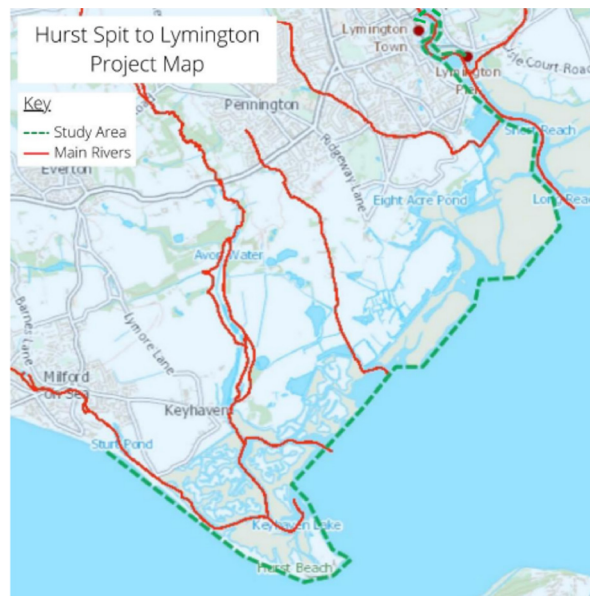 Hurst Spit to Lymington
Project Map
Key
Study Area
Main Rivers
Lymington
Town
Court-Road
Lymington
Pier
Pennington
Ridgeway Lane
Everton
Eight Acre Pond
Avon Water
Barnes Lane
Lymore Lane
Milford
on Sea
Keyhaven
Sturt Pond
Keyhaven Lake
Hurst Beach